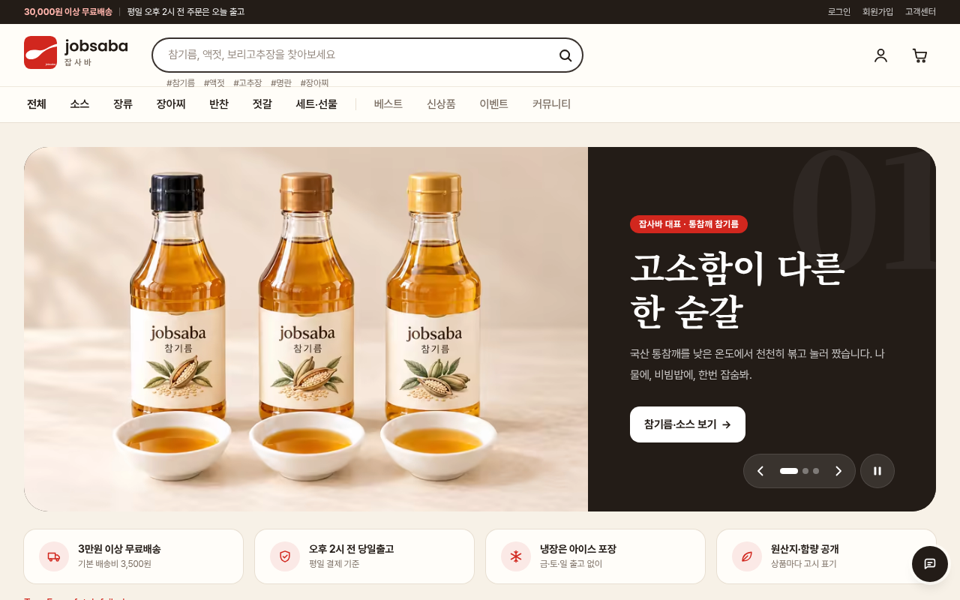 30,000원 이상 무료배송 | 평일 오후 2시 전 주문은 오늘 출고
로그인 회원가입 고객센터
jobsaba
잡사바
참기름, 액젓, 보리고추장을 찾아보세요
#참기름 #액젓 #고추장 #명란 #장아찌
전체 소스 장류 장아찌 반찬 젓갈 세트·선물 | 베스트 신상품 이벤트 커뮤니티
01
jobsaba
참기름
jobsaba
참기름
jobsaba
참기름
잡사바 대표 · 통참깨 참기름
고소함이 다른
한 숟갈
국산 통참깨를 낮은 온도에서 천천히 볶고 눌러 짰습니다. 나
물에, 비빔밥에, 한번 잡숴봐.
참기름·소스 보기 →
3만원 이상 무료배송
기본 배송비 3,500원
오후 2시 전 당일출고
평일 결제 기준
냉장은 아이스 포장
금·토·일 출고 없이
원산지·함량 공개
상품마다 고시 표기